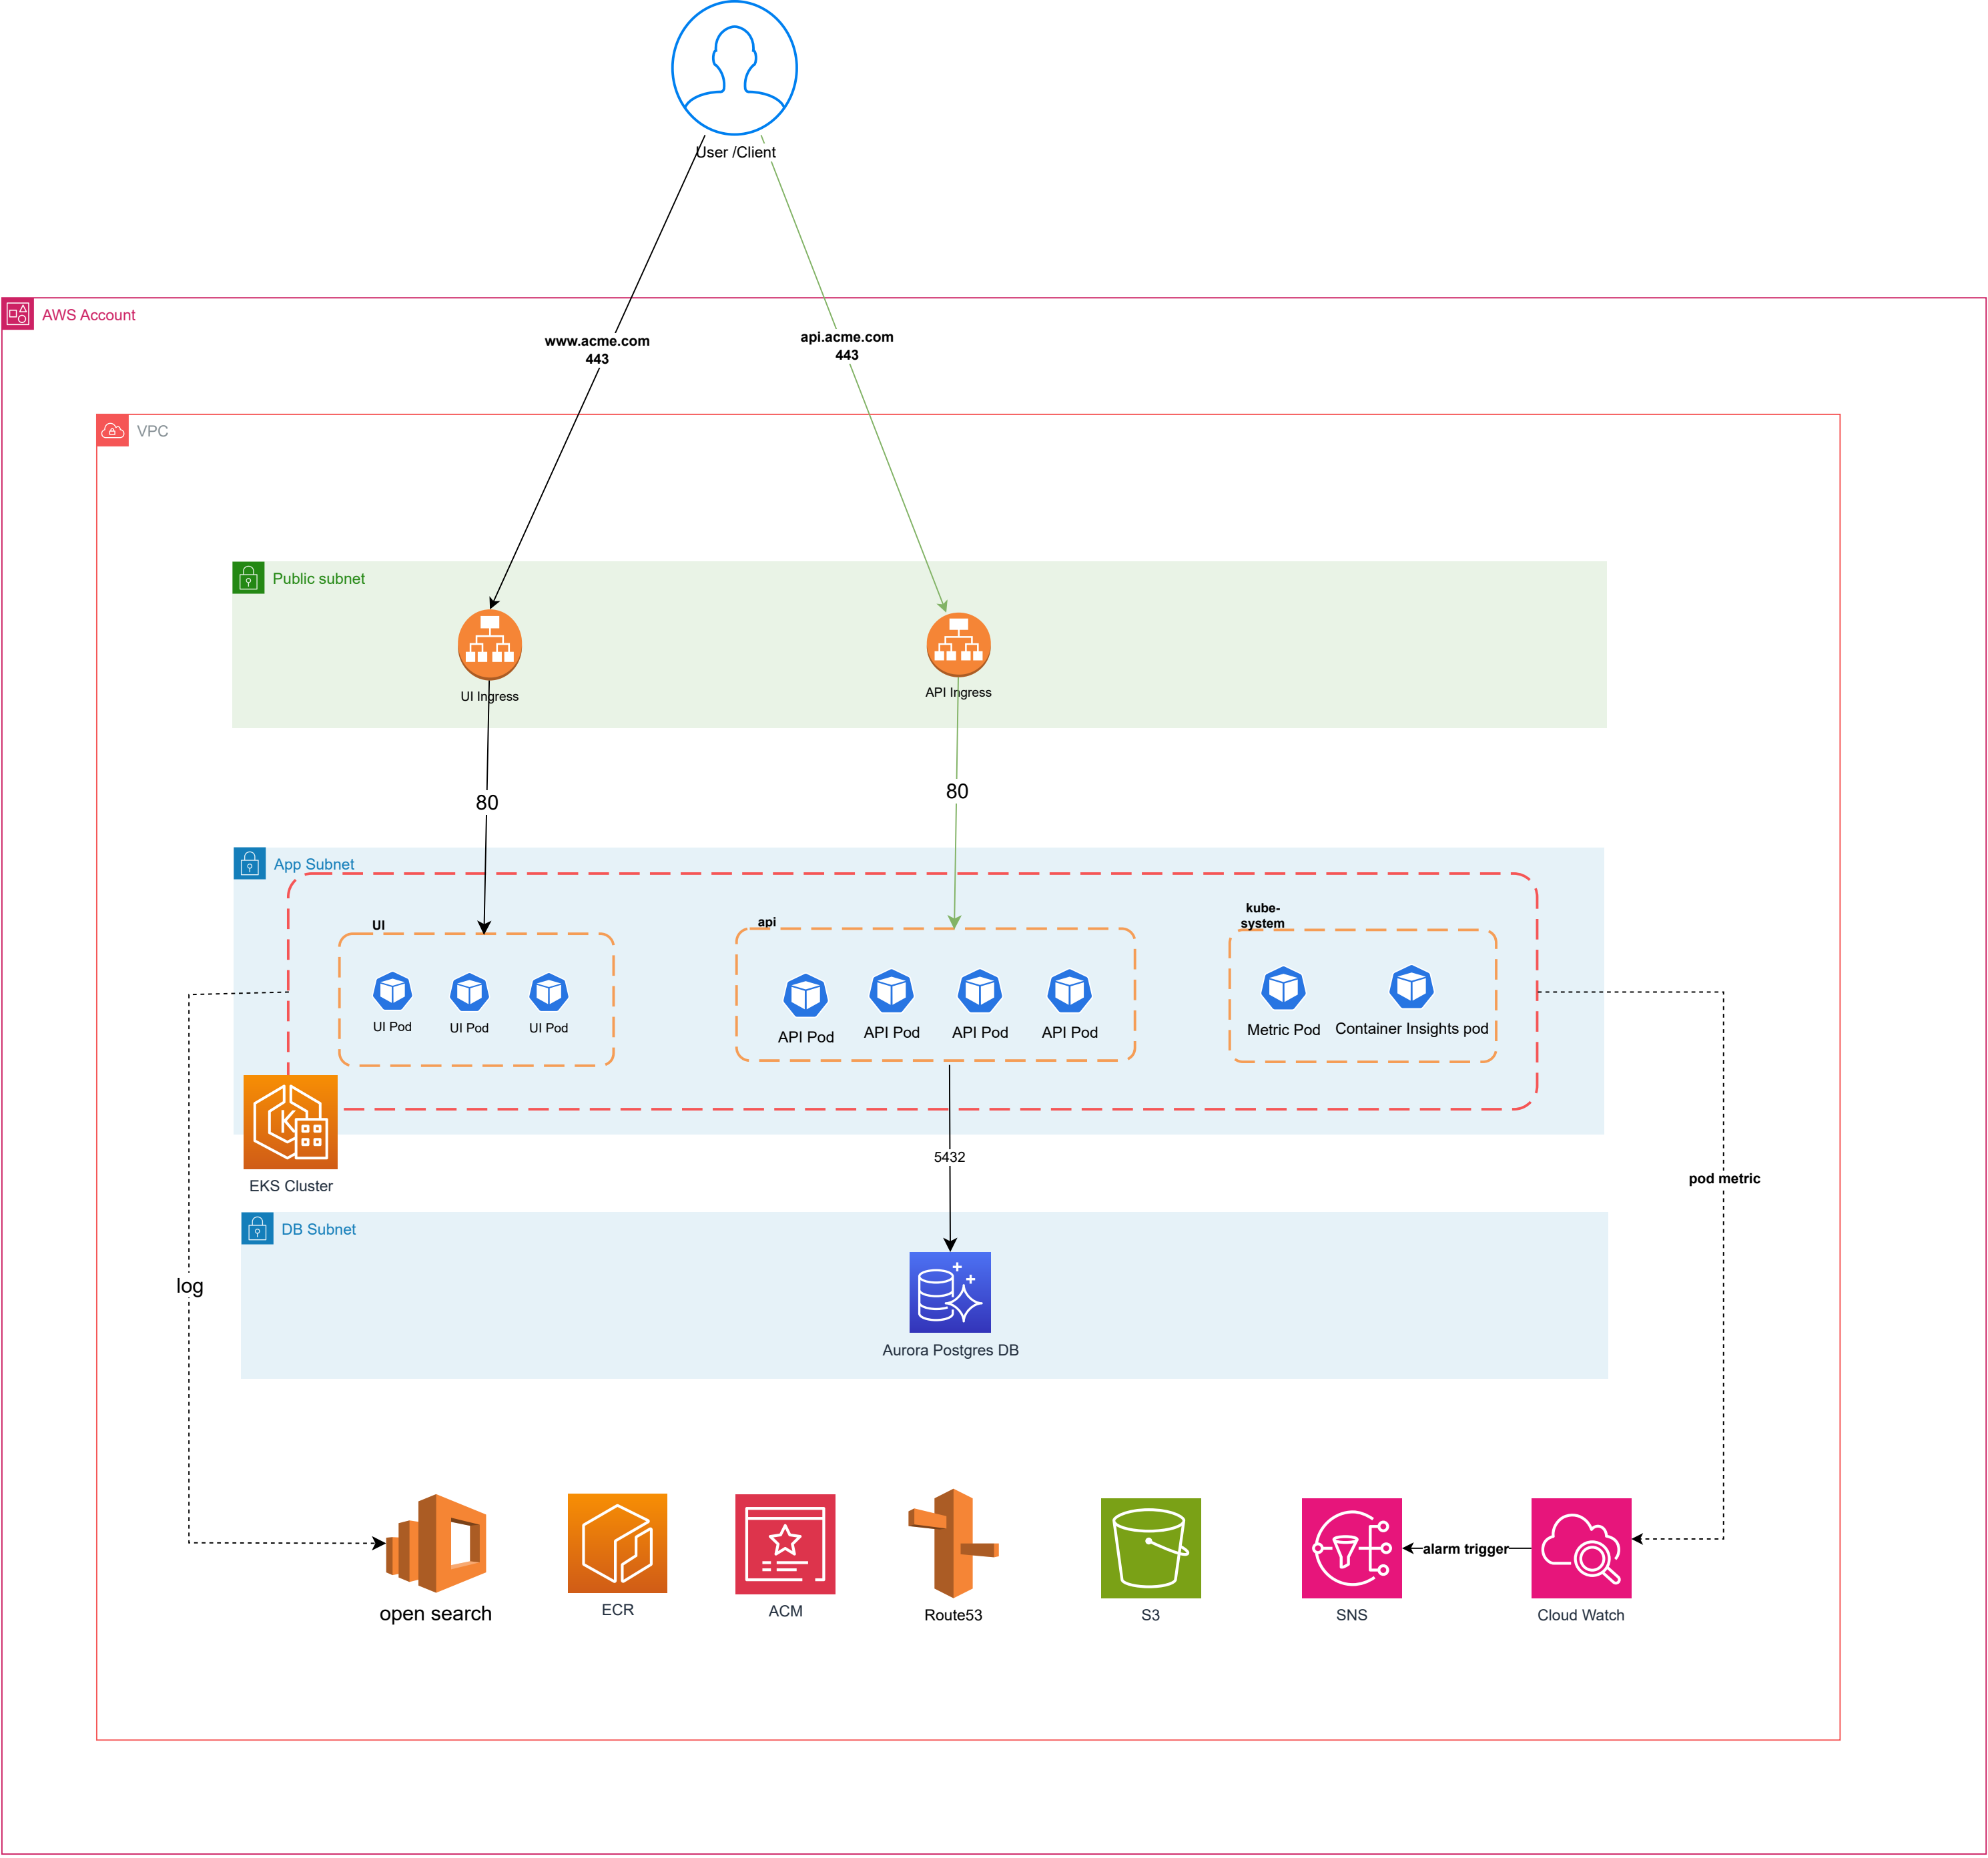 User /Client
AWS Account
www.acme.com
443
api.acme.com
443
VPC
Public subnet
UI Ingress
API Ingress
80
80
App Subnet
UI
api
kube-
system
UI Pod
UI Pod
UI Pod
API Pod
API Pod
API Pod
API Pod
Metric Pod
Container Insights pod
K
EKS Cluster
5432
pod metric
DB Subnet
log
Aurora Postgres DB
alarm trigger
open search
ECR
ACM
Route53
S3
SNS
Cloud Watch